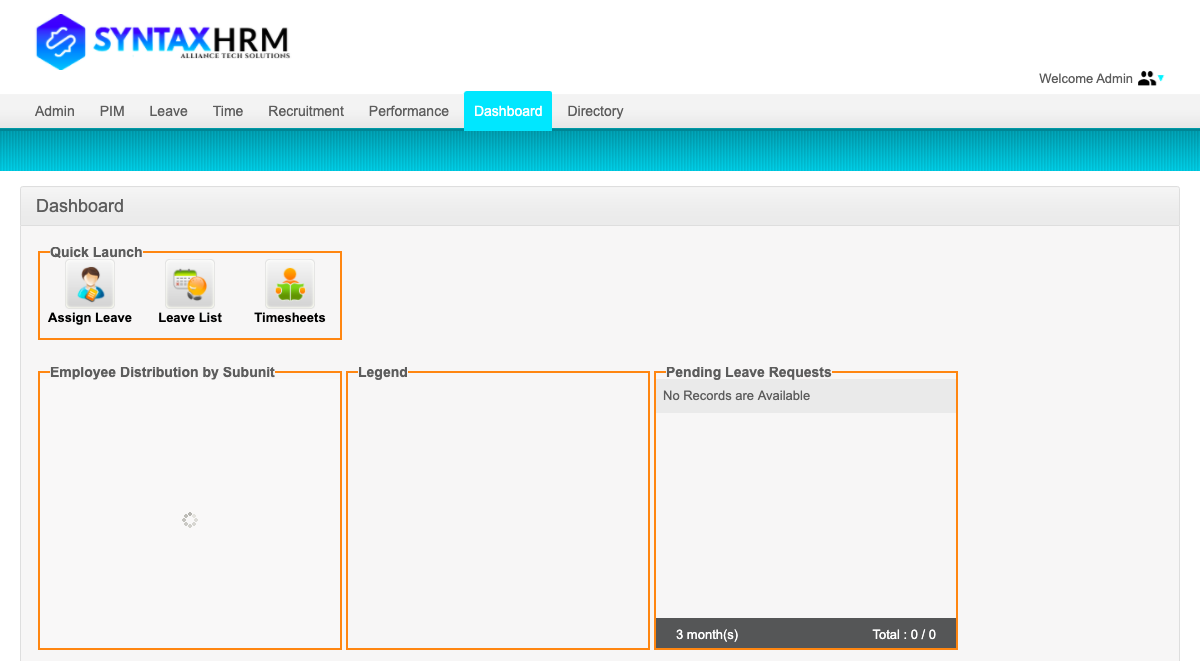 SYNTAXHRM
ALLIANCE TECH SOLUTIONS
Welcome Admin
Admin PIM Leave Time Recruitment Performance Dashboard Directory
Dashboard
Quick Launch
Assign Leave Leave List Timesheets
Employee Distribution by Subunit Legend Pending Leave Requests
No Records are Available
3 month(s) Total : 0 / 0